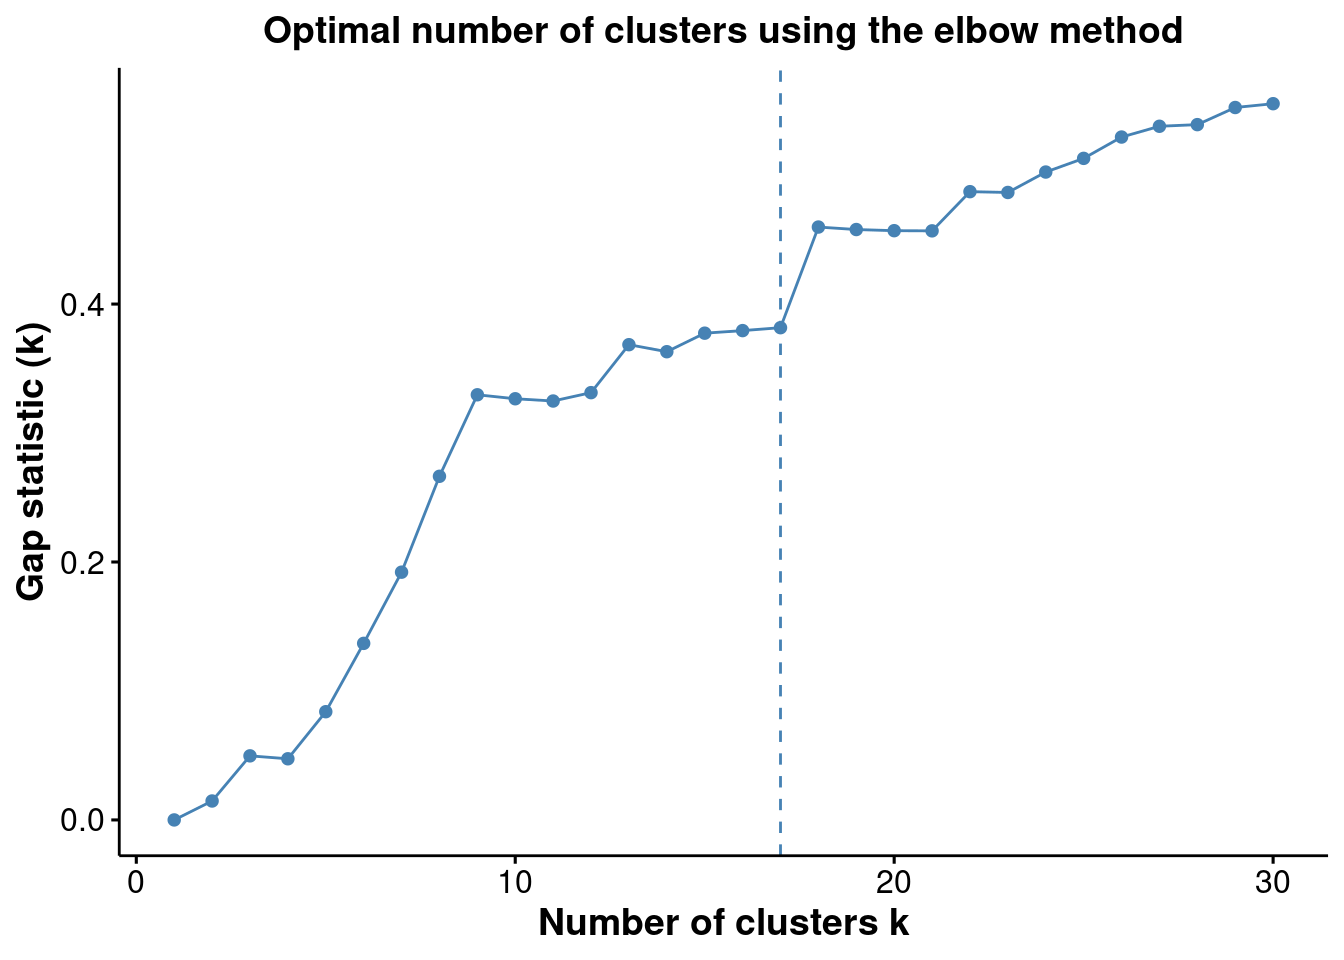 Optimal number of clusters using the elbow method
Gap statistic (k)
0.4
0.2
0.0
0 10 20 30
Number of clusters k